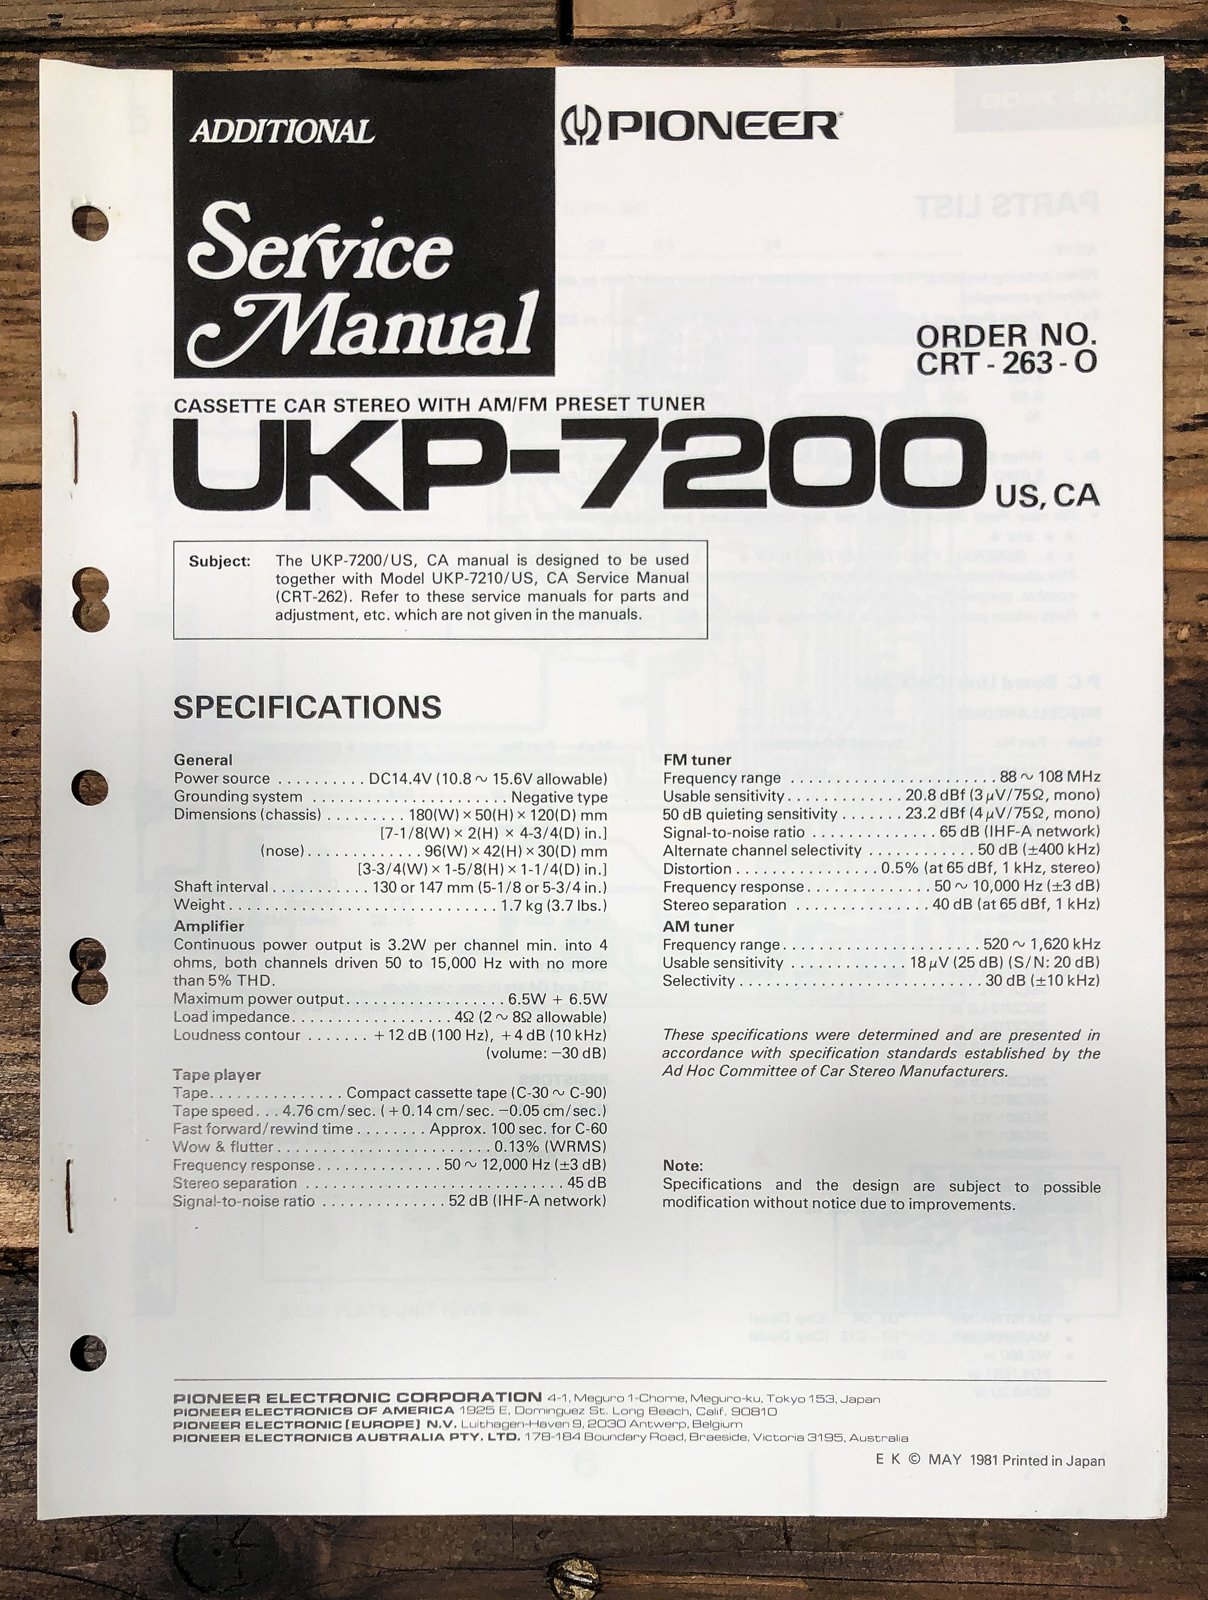 ADDITIONAL
Service
Manual
PIONEER
ORDER NO.
CRT - 263 - O
CASSETTE CAR STEREO WITH AM/FM PRESET TUNER
UKP-7200 US, CA
Subject: The UKP-7200/US, CA manual is designed to be used
together with Model UKP-7210/US, CA Service Manual
(CRT-262). Refer to these service manuals for parts and
adjustment, etc. which are not given in the manuals.
SPECIFICATIONS
General
Power source . . . . . . . . . . DC14.4V (10.8 ~ 15.6V allowable)
Grounding system . . . . . . . . . . . . . . . . . . . . . . Negative type
Dimensions (chassis) . . . . . . . . . 180(W) × 50(H) × 120(D) mm
[7-1/8(W) × 2(H) × 4-3/4(D) in.]
(nose) . . . . . . . . . . . . . 96(W) × 42(H) × 30(D) mm
[3-3/4(W) × 1-5/8(H) × 1-1/4(D) in.]
Shaft interval . . . . . . . . . . . 130 or 147 mm (5-1/8 or 5-3/4 in.)
Weight . . . . . . . . . . . . . . . . . . . . . . . . . . . . . . 1.7 kg (3.7 lbs.)
Amplifier
Continuous power output is 3.2W per channel min. into 4
ohms, both channels driven 50 to 15,000 Hz with no more
than 5% THD.
Maximum power output . . . . . . . . . . . . . . . . . . 6.5W + 6.5W
Load impedance . . . . . . . . . . . . . . . . . . 4Ω (2 ~ 8Ω allowable)
Loudness contour . . . . . . . +12 dB (100 Hz), +4 dB (10 kHz)
(volume: −30 dB)
Tape player
Tape . . . . . . . . . . . . . . . Compact cassette tape (C-30 ~ C-90)
Tape speed . . . 4.76 cm/sec. (+0.14 cm/sec. −0.05 cm/sec.)
Fast forward/rewind time . . . . . . . . Approx. 100 sec. for C-60
Wow & flutter . . . . . . . . . . . . . . . . . . . . . . . . 0.13% (WRMS)
Frequency response . . . . . . . . . . . . . . 50 ~ 12,000 Hz (±3 dB)
Stereo separation . . . . . . . . . . . . . . . . . . . . . . . . . . . . . 45 dB
Signal-to-noise ratio . . . . . . . . . . . . . . 52 dB (IHF-A network)
FM tuner
Frequency range . . . . . . . . . . . . . . . . . . . . . . . 88 ~ 108 MHz
Usable sensitivity . . . . . . . . . . . . . 20.8 dBf (3 μV/75Ω, mono)
50 dB quieting sensitivity . . . . . . . 23.2 dBf (4 μV/75Ω, mono)
Signal-to-noise ratio . . . . . . . . . . . . . . 65 dB (IHF-A network)
Alternate channel selectivity . . . . . . . . . . . . 50 dB (±400 kHz)
Distortion . . . . . . . . . . . . . . . . 0.5% (at 65 dBf, 1 kHz, stereo)
Frequency response . . . . . . . . . . . . . . 50 ~ 10,000 Hz (±3 dB)
Stereo separation . . . . . . . . . . . . . . . 40 dB (at 65 dBf, 1 kHz)
AM tuner
Frequency range . . . . . . . . . . . . . . . . . . . . . . 520 ~ 1,620 kHz
Usable sensitivity . . . . . . . . . . . . . 18 μV (25 dB) (S/N: 20 dB)
Selectivity . . . . . . . . . . . . . . . . . . . . . . . . . . . 30 dB (±10 kHz)
These specifications were determined and are presented in
accordance with specification standards established by the
Ad Hoc Committee of Car Stereo Manufacturers.
Note:
Specifications and the design are subject to possible
modification without notice due to improvements.
PIONEER ELECTRONIC CORPORATION 4-1, Meguro 1-Chome, Meguro-ku, Tokyo 153, Japan
PIONEER ELECTRONICS OF AMERICA 1925 E, Dominguez St. Long Beach, Calif. 90810
PIONEER ELECTRONIC (EUROPE) N.V. Luithagen-Haven 9, 2030 Antwerp, Belgium
PIONEER ELECTRONICS AUSTRALIA PTY. LTD. 178-184 Boundary Road, Braeside, Victoria 3195, Australia
E K © MAY 1981 Printed in Japan